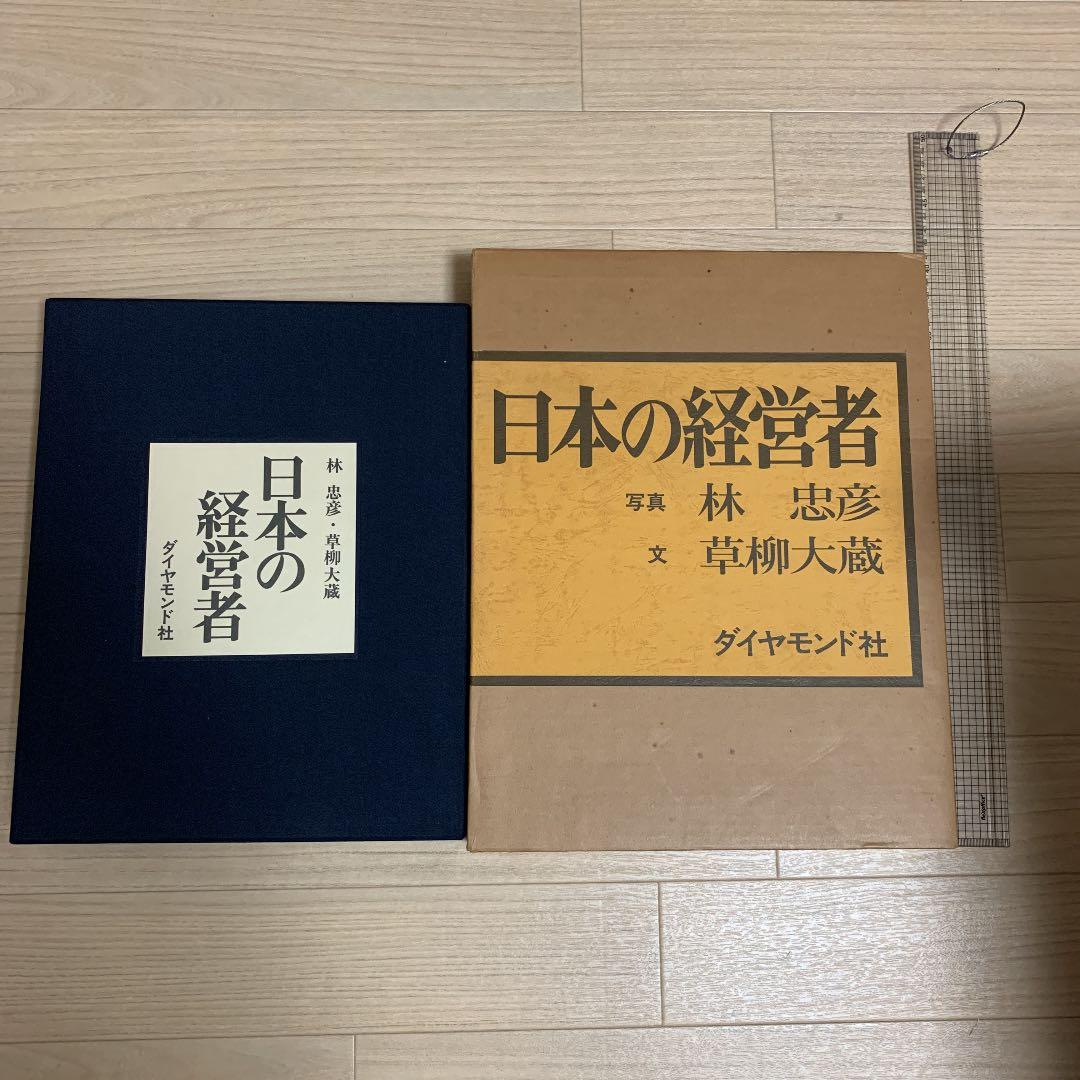 林 忠彦・草柳大蔵
日本の
経営者
ダイヤモンド社
日本の経営者
写真 林 忠彦
文 草柳大蔵
ダイヤモンド社